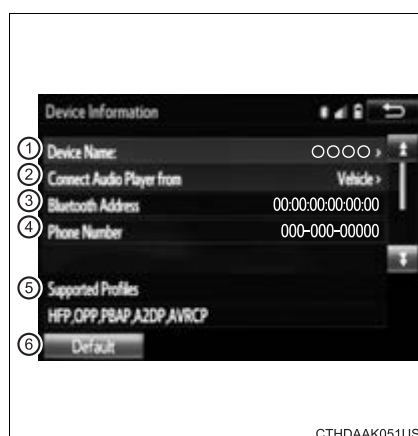 Device Information
① Device Name: ○○○○ ›
② Connect Audio Player from Vehicle ›
③ Bluetooth Address 00:00:00:00:00:00
④ Phone Number 000-000-00000
⑤ Supported Profiles
HFP,OPP,PBAP,A2DP,AVRCP
⑥ Default
CTHDAAK051US